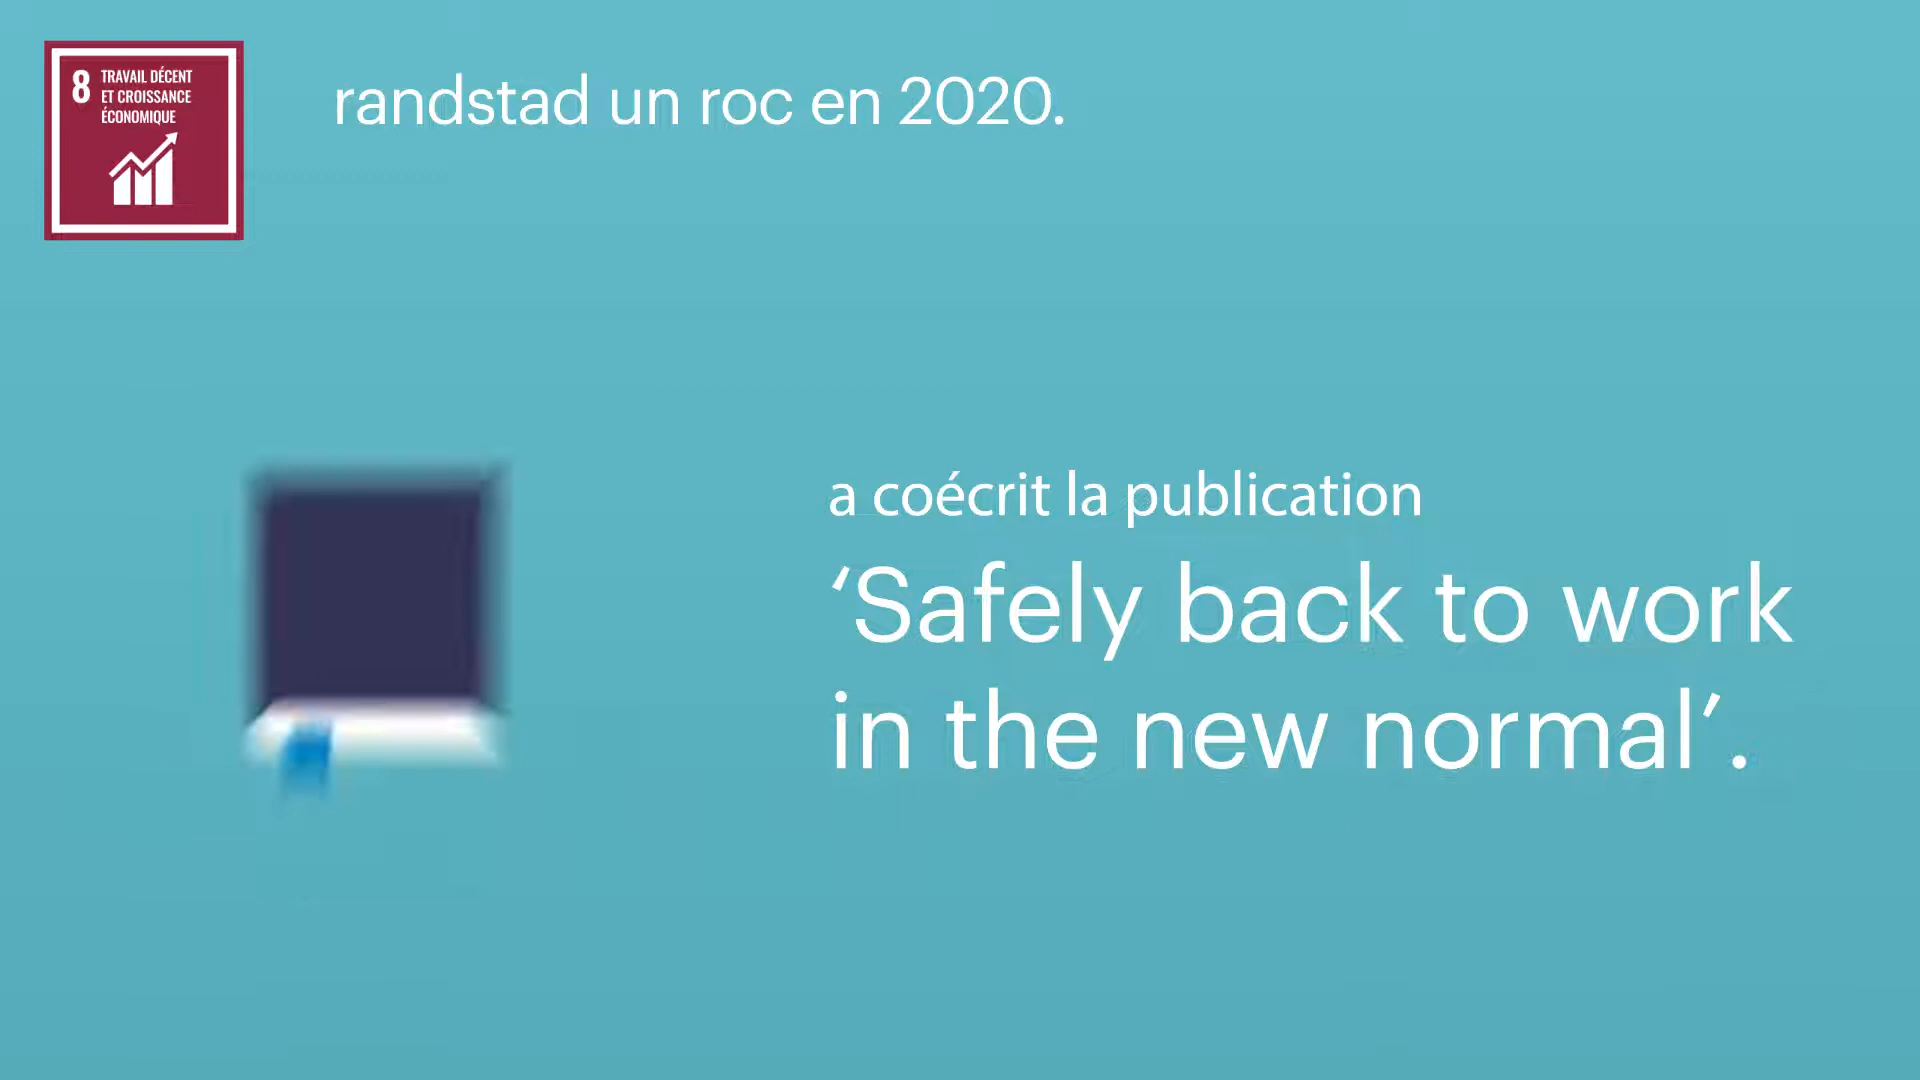 8 TRAVAIL DÉCENT
ET CROISSANCE
ÉCONOMIQUE
randstad un roc en 2020.
a coécrit la publication
‘Safely back to work
in the new normal’.